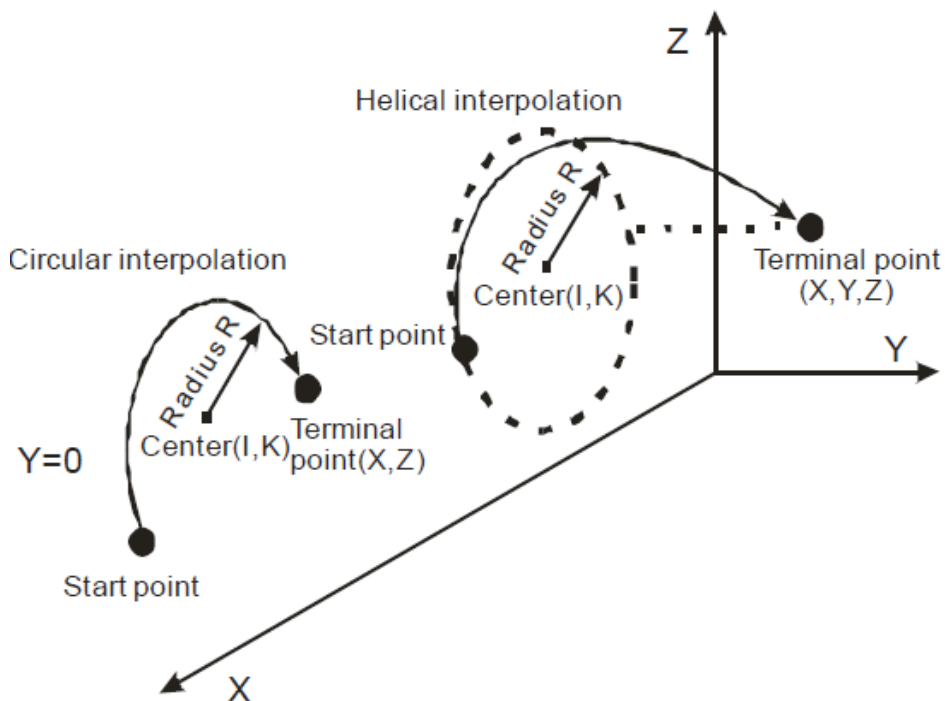 Z
Helical interpolation
Radius R
Center(I,K)
Terminal point
(X,Y,Z)
Circular interpolation
Start point
Y
Radius R
Center(I,K)
Terminal
point(X,Z)
Y=0
Start point
X